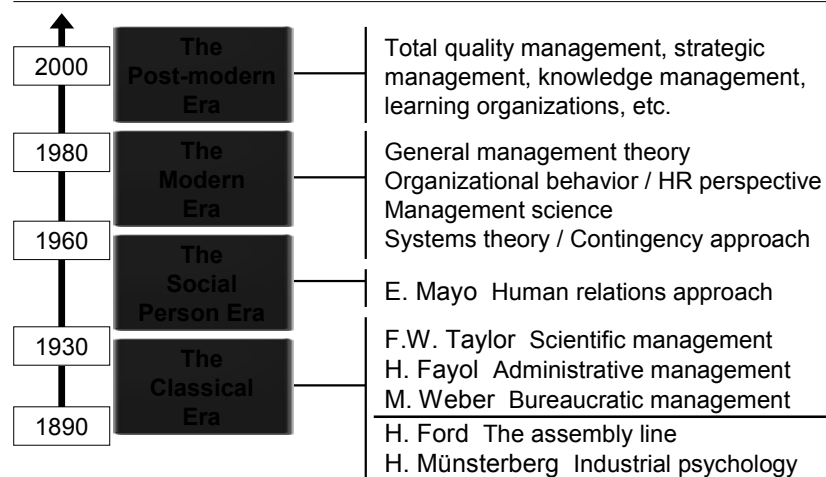 2000
The
Post-modern
Era
Total quality management, strategic
management, knowledge management,
learning organizations, etc.
1980
The
Modern
Era
General management theory
Organizational behavior / HR perspective
Management science
Systems theory / Contingency approach
1960
The
Social
Person Era
E. Mayo Human relations approach
1930
The
Classical
Era
F.W. Taylor Scientific management
H. Fayol Administrative management
M. Weber Bureaucratic management
1890
H. Ford The assembly line
H. Münsterberg Industrial psychology